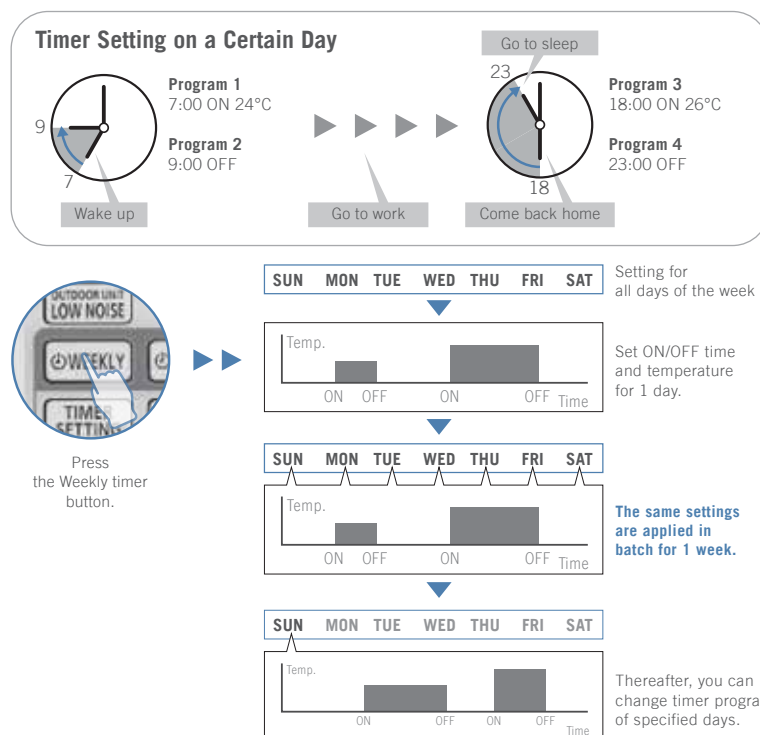 Timer Setting on a Certain Day
9
7
Wake up
Program 1
7:00 ON 24°C
Program 2
9:00 OFF
Go to work
Go to sleep
23
18
Come back home
Program 3
18:00 ON 26°C
Program 4
23:00 OFF
OUTDOOR UNIT
LOW NOISE
WEEKLY
TIMER
SETTING
Press
the Weekly timer
button.
SUN MON TUE WED THU FRI SAT
Setting for
all days of the week
Temp.
ON OFF ON OFF Time
Set ON/OFF time
and temperature
for 1 day.
SUN MON TUE WED THU FRI SAT
Temp.
ON OFF ON OFF Time
The same settings
are applied in
batch for 1 week.
SUN MON TUE WED THU FRI SAT
Temp.
ON OFF ON OFF
Time
Thereafter, you can
change timer progra
of specified days.